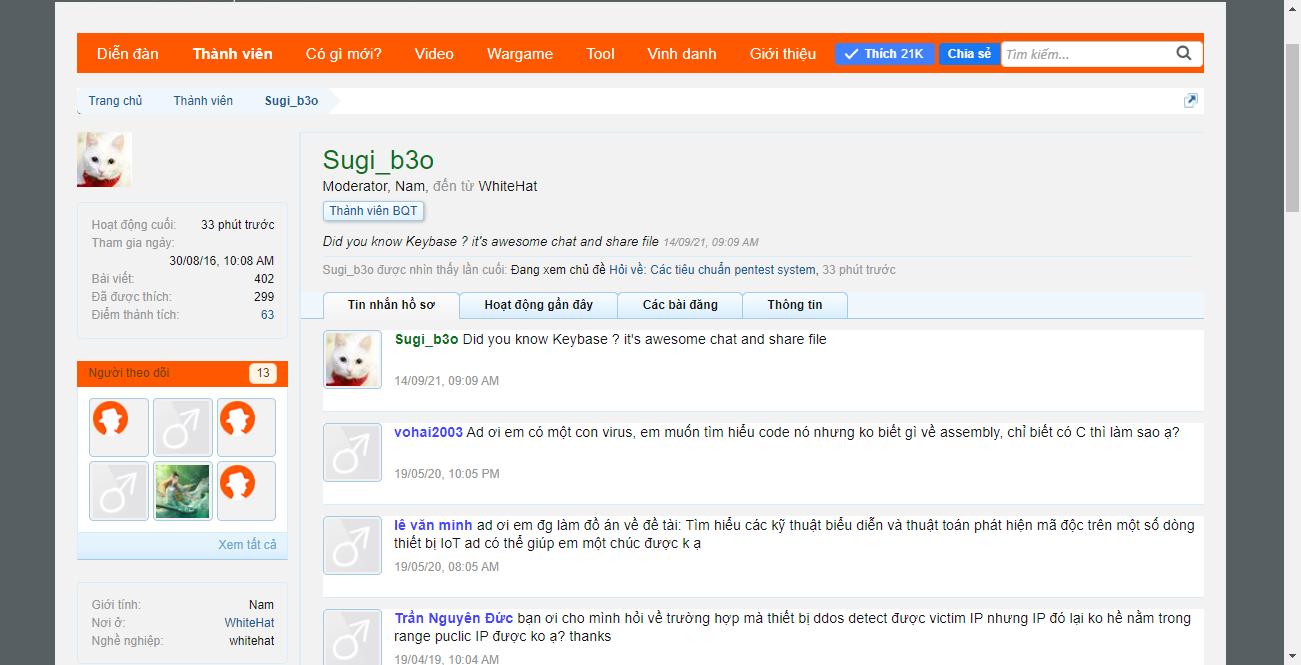 Diễn đàn Thành viên Có gì mới? Video Wargame Tool Vinh danh Giới thiệu Thích 21K Chia sẻ Tìm kiếm...
Trang chủ Thành viên Sugi_b3o
Sugi_b3o
Moderator, Nam, đến từ WhiteHat
Thành viên BQT
Did you know Keybase ? it's awesome chat and share file 14/09/21, 09:09 AM
Sugi_b3o được nhìn thấy lần cuối: Đang xem chủ đề Hỏi về: Các tiêu chuẩn pentest system, 33 phút trước
Hoạt động cuối: 33 phút trước
Tham gia ngày:
30/08/16, 10:08 AM
Bài viết: 402
Đã được thích: 299
Điểm thành tích: 63
Người theo dõi 13
Xem tất cả
Giới tính: Nam
Nơi ở: WhiteHat
Nghề nghiệp: whitehat
Tin nhắn hồ sơ Hoạt động gần đây Các bài đăng Thông tin
Sugi_b3o Did you know Keybase ? it's awesome chat and share file
14/09/21, 09:09 AM
vohai2003 Ad ơi em có một con virus, em muốn tìm hiểu code nó nhưng ko biết gì về assembly, chỉ biết có C thì làm sao ạ?
19/05/20, 10:05 PM
lê văn minh ad ơi em đg làm đồ án về đề tài: Tìm hiểu các kỹ thuật biểu diễn và thuật toán phát hiện mã độc trên một số dòng
thiết bị IoT ad có thể giúp em một chúc được k ạ
19/05/20, 08:05 AM
Trần Nguyên Đức bạn ơi cho mình hỏi về trường hợp mà thiết bị ddos detect được victim IP nhưng IP đó lại ko hề nằm trong
range puclic IP được ko ạ? thanks
19/04/19, 10:04 AM